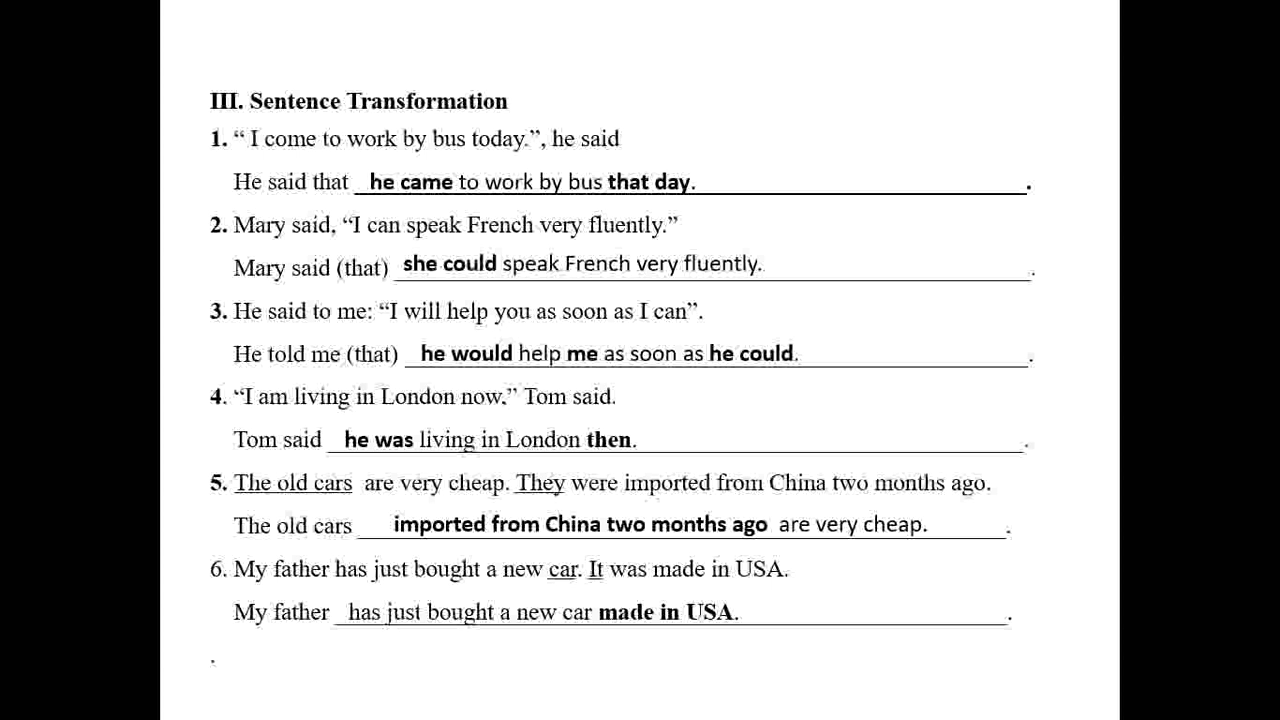 III. Sentence Transformation
1. “ I come to work by bus today.”, he said
He said that he came to work by bus that day. .
2. Mary said, “I can speak French very fluently.”
Mary said (that) she could speak French very fluently. .
3. He said to me: “I will help you as soon as I can”.
He told me (that) he would help me as soon as he could. .
4. “I am living in London now,” Tom said.
Tom said he was living in London then. .
5. The old cars are very cheap. They were imported from China two months ago.
The old cars imported from China two months ago are very cheap. .
6. My father has just bought a new car. It was made in USA.
My father has just bought a new car made in USA. .
.